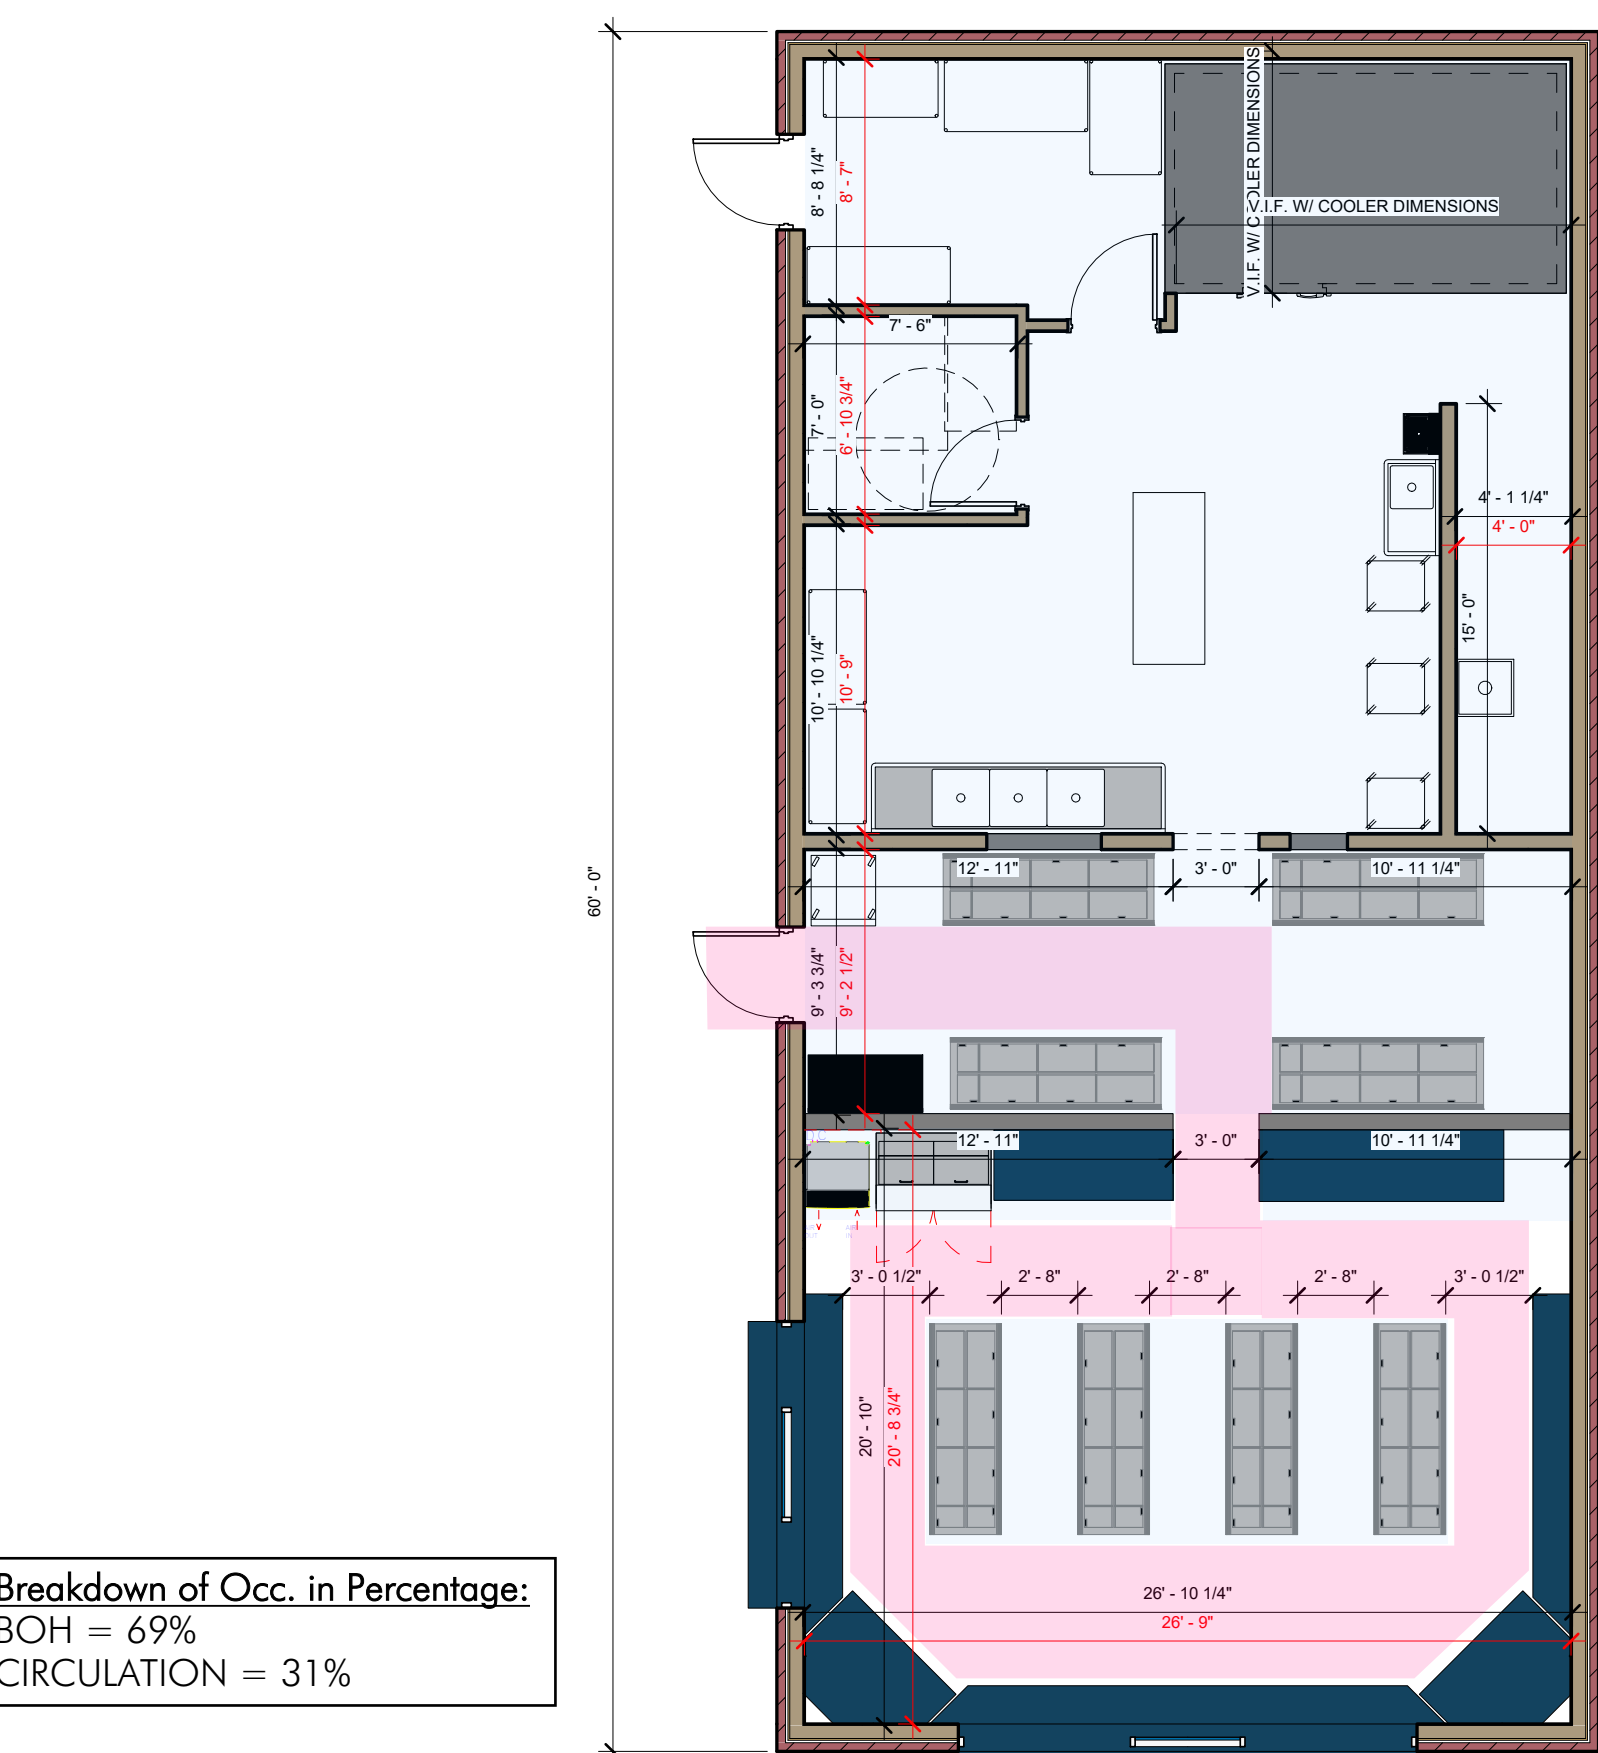 V.I.F. W/ COOLER DIMENSIONS
V.I.F. W/ COOLER DIMENSIONS
8' - 8 1/4"
8' - 7"
7' - 6"
7' - 0"
6' - 10 3/4"
4' - 1 1/4"
4' - 0"
15' - 0"
10' - 10 1/4"
10' - 9"
60' - 0"
12' - 11"
3' - 0"
10' - 11 1/4"
9' - 3 3/4"
9' - 2 1/2"
12' - 11"
3' - 0"
10' - 11 1/4"
AIR
IN
OUT
3' - 0 1/2"
2' - 8"
2' - 8"
2' - 8"
3' - 0 1/2"
20' - 10"
20' - 8 3/4"
26' - 10 1/4"
26' - 9"
Breakdown of Occ. in Percentage:
BOH = 69%
CIRCULATION = 31%